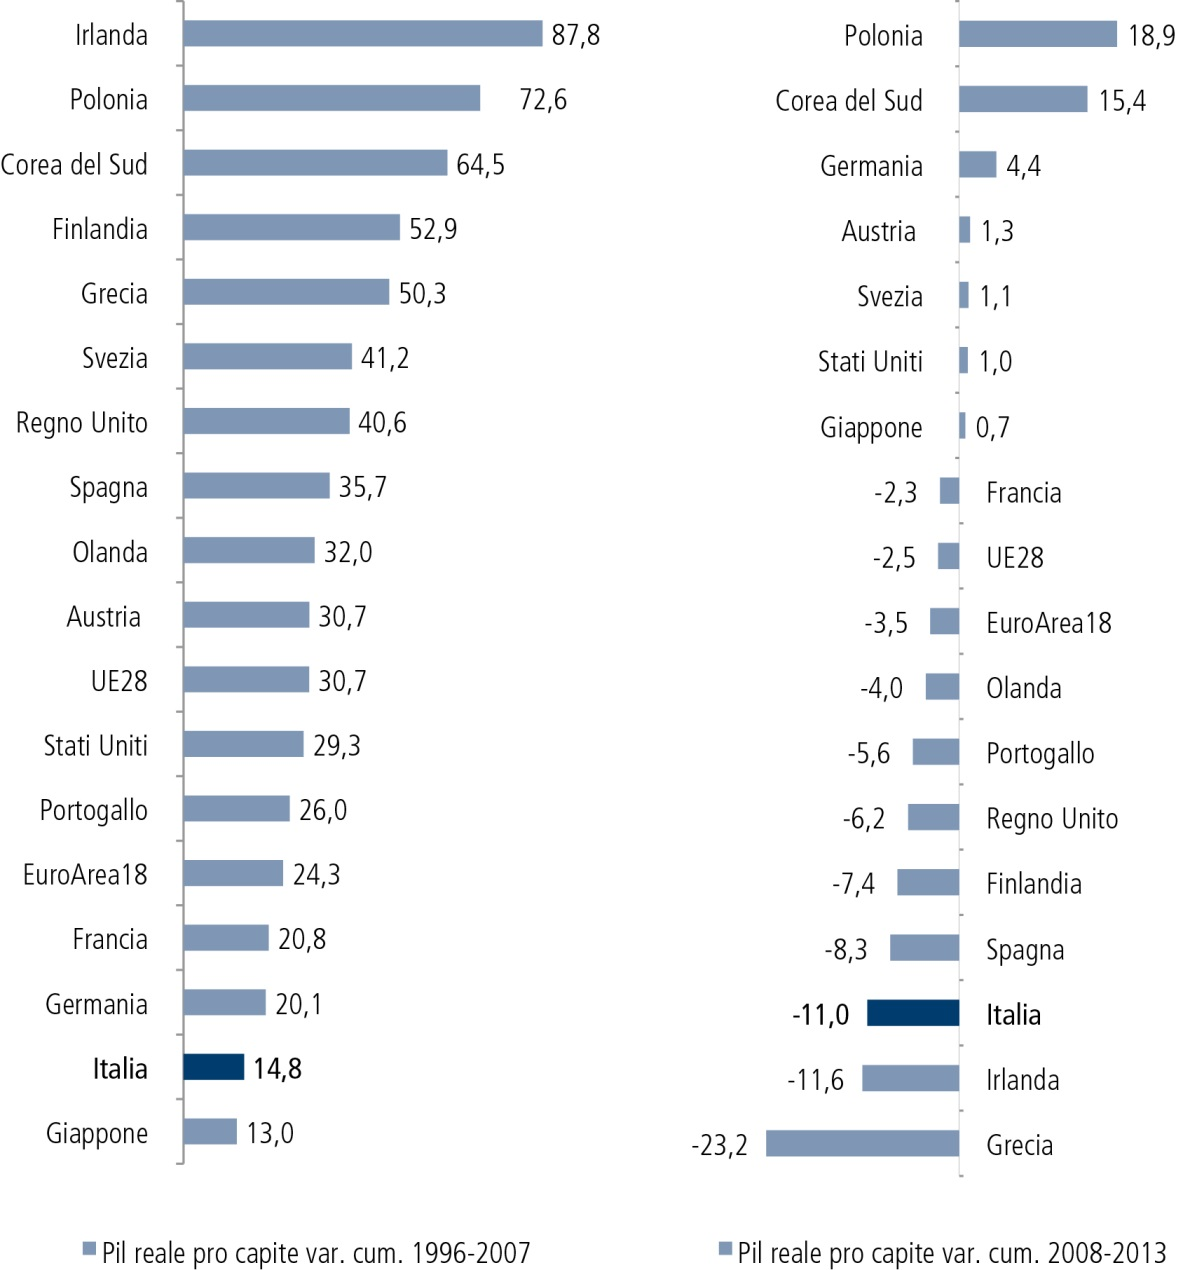 Irlanda 87,8
Polonia 72,6
Corea del Sud 64,5
Finlandia 52,9
Grecia 50,3
Svezia 41,2
Regno Unito 40,6
Spagna 35,7
Olanda 32,0
Austria 30,7
UE28 30,7
Stati Uniti 29,3
Portogallo 26,0
EuroArea18 24,3
Francia 20,8
Germania 20,1
Italia 14,8
Giappone 13,0
Pil reale pro capite var. cum. 1996-2007
Polonia 18,9
Corea del Sud 15,4
Germania 4,4
Austria 1,3
Svezia 1,1
Stati Uniti 1,0
Giappone 0,7
-2,3 Francia
-2,5 UE28
-3,5 EuroArea18
-4,0 Olanda
-5,6 Portogallo
-6,2 Regno Unito
-7,4 Finlandia
-8,3 Spagna
-11,0 Italia
-11,6 Irlanda
-23,2 Grecia
Pil reale pro capite var. cum. 2008-2013